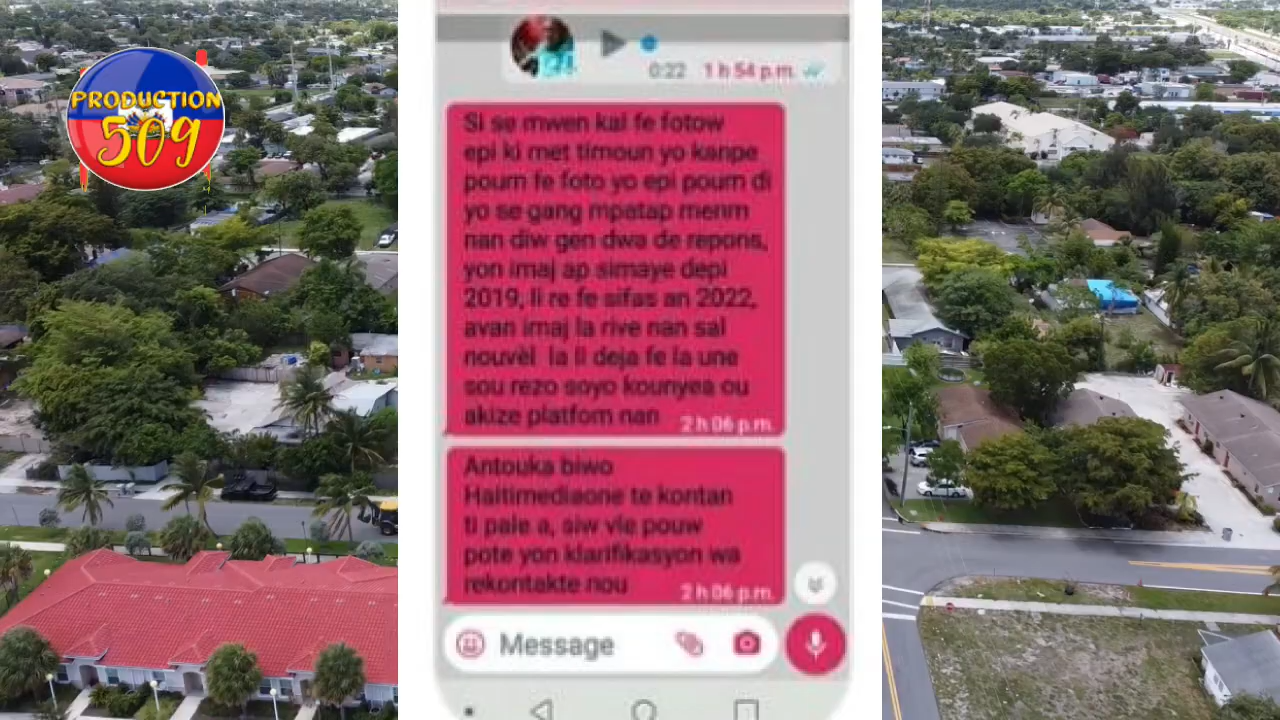 PRODUCTION
509
0:22 1 h 54 p.m.
Si se mwen kal fe fotow
epi ki met timoun yo kanpe
poum fe foto yo epi poum di
yo se gang mpatap menm
nan diw gen dwa de repons,
yon imaj ap simaye depi
2019, li re fe sifas an 2022,
avan imaj la rive nan sal
nouvèl la li deja fe la une
sou rezo soyo kounyea ou
akize platfom nan 2 h 06 p.m.
Antouka biwo
Haitimediaone te kontan
ti pale a, siw vle pouw
pote yon klarifikasyon wa
rekontakte nou 2 h 06 p.m.
Message